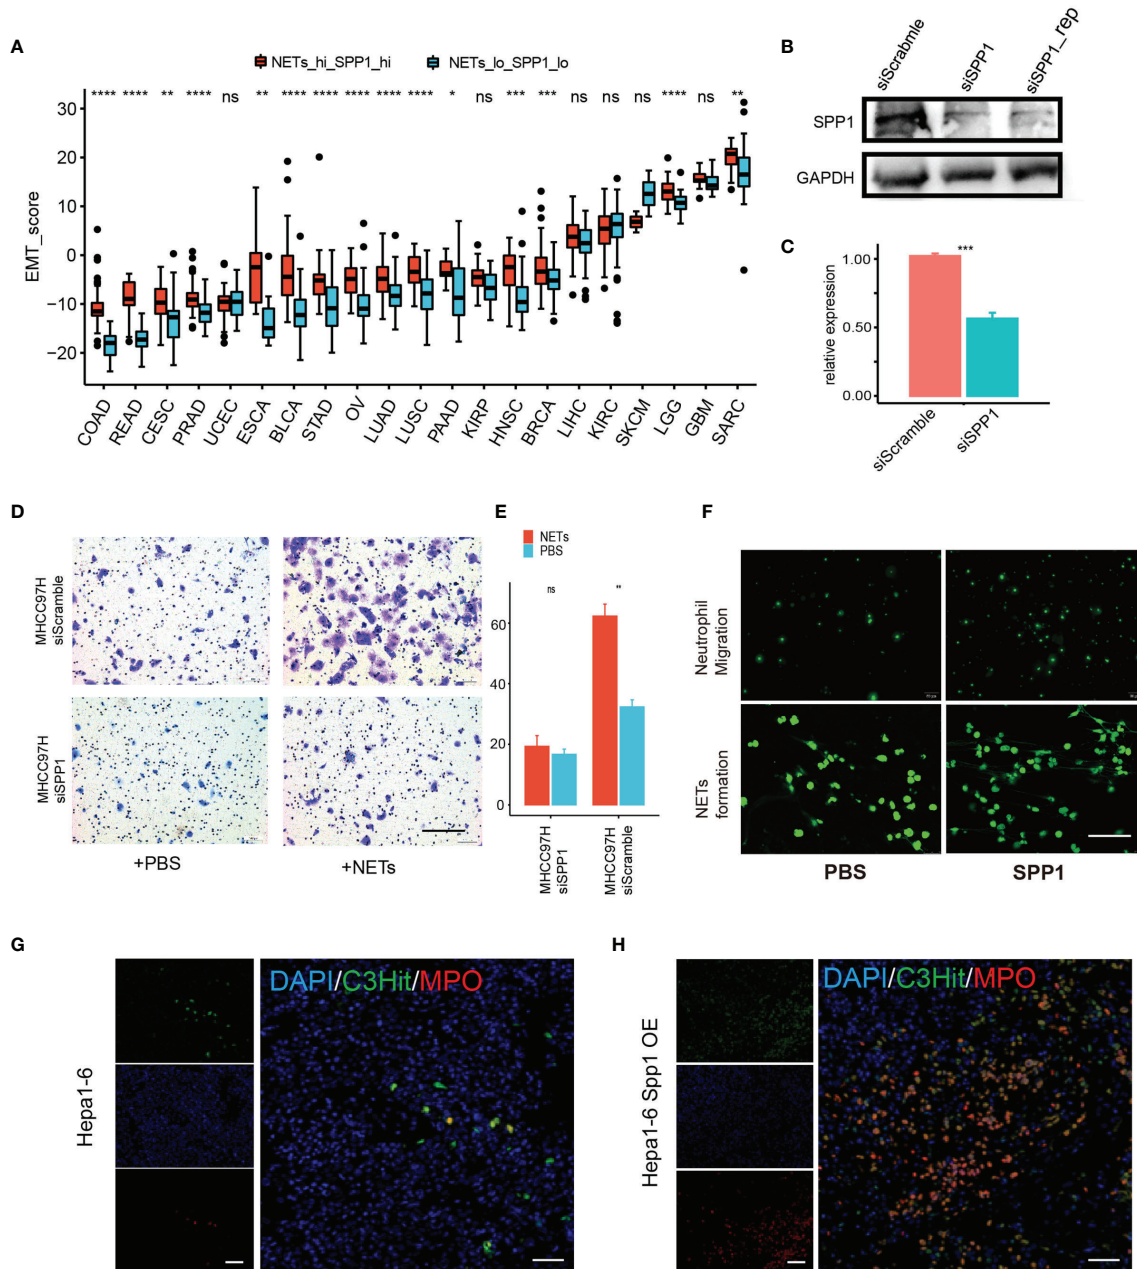 A
NETs_hi_SPP1_hi
NETs_lo_SPP1_lo
**** **** ** **** ns ** **** **** **** **** **** * ns *** *** ns ns ns **** ns **
EMT_score
30
20
10
0
−10
−20
COAD
READ
CESC
PRAD
UCEC
ESCA
BLCA
STAD
OV
LUAD
LUSC
PAAD
KIRP
HNSC
BRCA
LIHC
KIRC
SKCM
LGG
GBM
SARC
B
siScrabmle
siSPP1
siSPP1_rep
SPP1
GAPDH
C
relative expression
1.00
0.50
0.00
***
siScramble
siSPP1
D
MHCC97H
siScramble
MHCC97H
siSPP1
+PBS
+NETs
E
NETs
PBS
ns
**
60
40
20
0
MHCC97H
siSPP1
MHCC97H
siScramble
F
Neutrophil
Migration
NETs
formation
PBS
SPP1
G
Hepa1-6
DAPI/C3Hit/MPO
H
Hepa1-6 Spp1 OE
DAPI/C3Hit/MPO